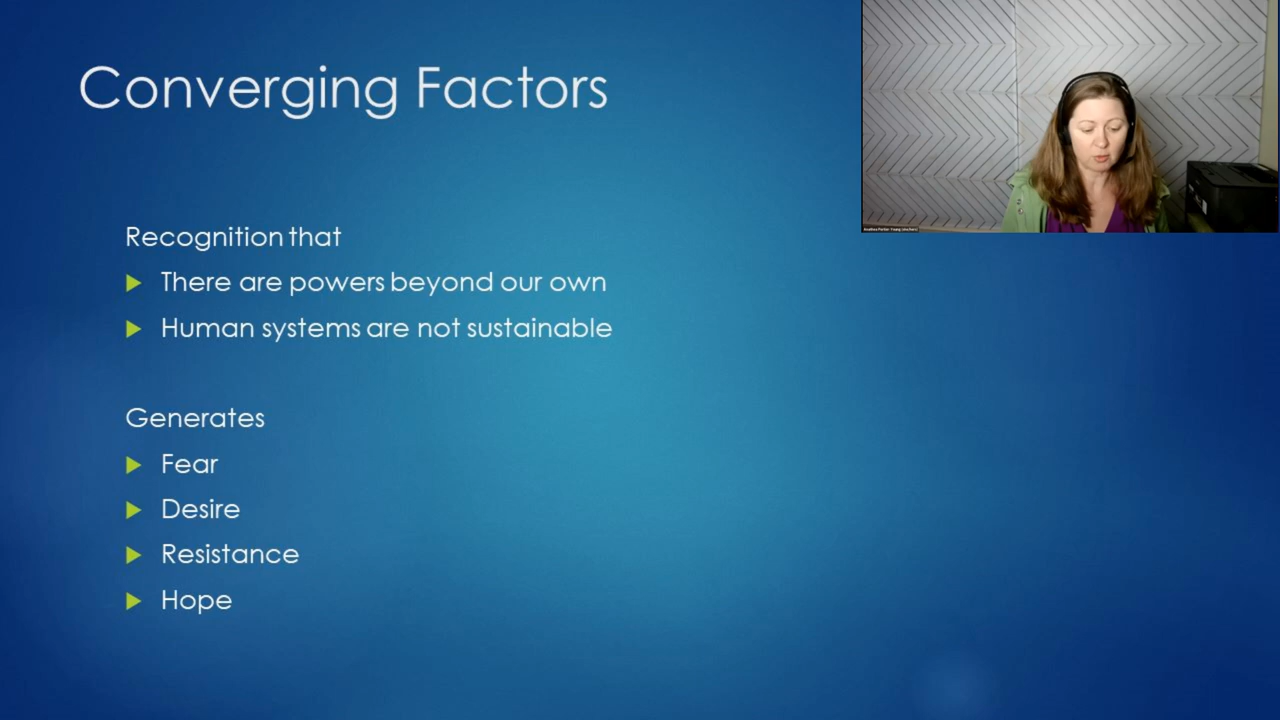 Converging Factors
Recognition that
There are powers beyond our own
Human systems are not sustainable
Generates
Fear
Desire
Resistance
Hope